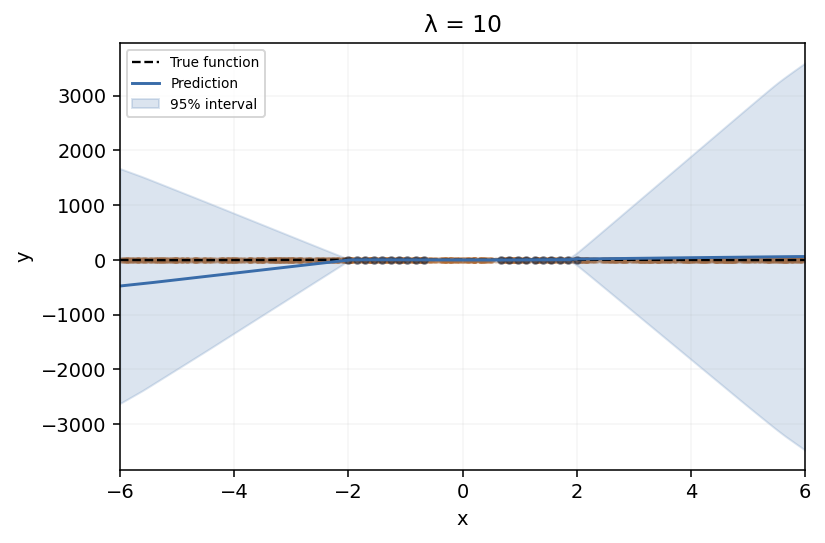 λ = 10
True function
Prediction
95% interval
y
3000
2000
1000
0
−1000
−2000
−3000
−6 −4 −2 0 2 4 6
x